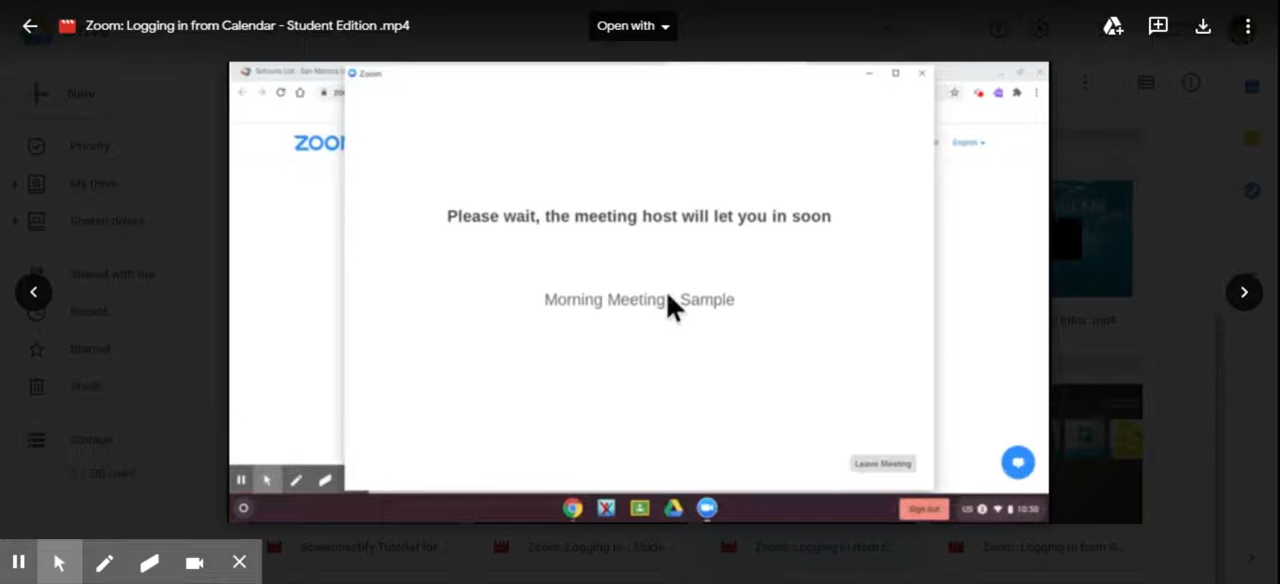 Zoom: Logging in from Calendar - Student Edition .mp4
Open with
Zoom
New
Priority
My Drive
Shared drives
Shared with me
Recent
Starred
Trash
Storage
ZOO
English
Please wait, the meeting host will let you in soon
Morning Meeting Sample
Leave Meeting
Sign out
US
10:50
Screencastify Tutorial for ...
Zoom: Logging in - Stude...
Zoom: Logging in from C...
Zoom: Logging in from